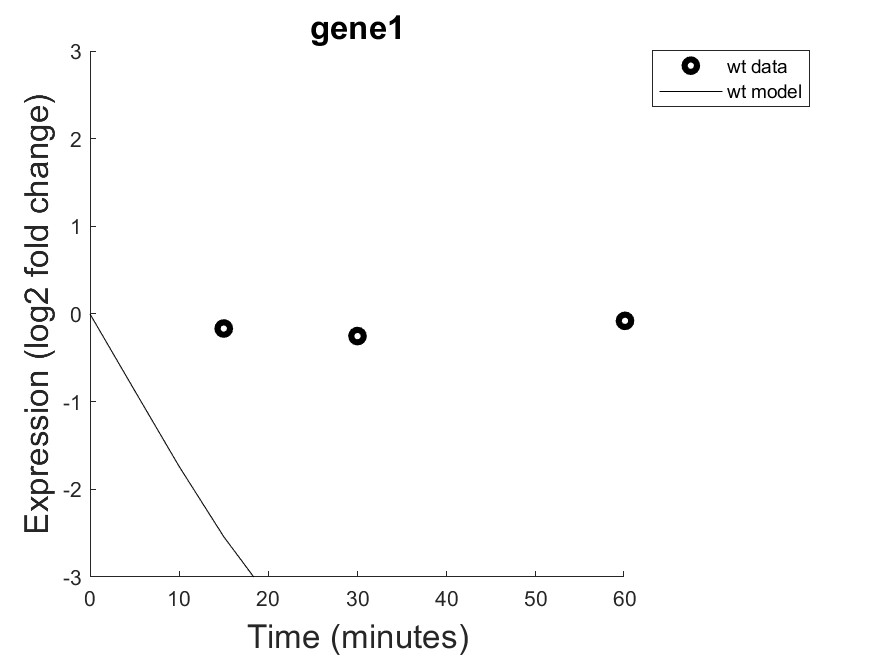 gene1
wt data
wt model
Expression (log2 fold change)
3
2
1
0
-1
-2
-3
0 10 20 30 40 50 60
Time (minutes)